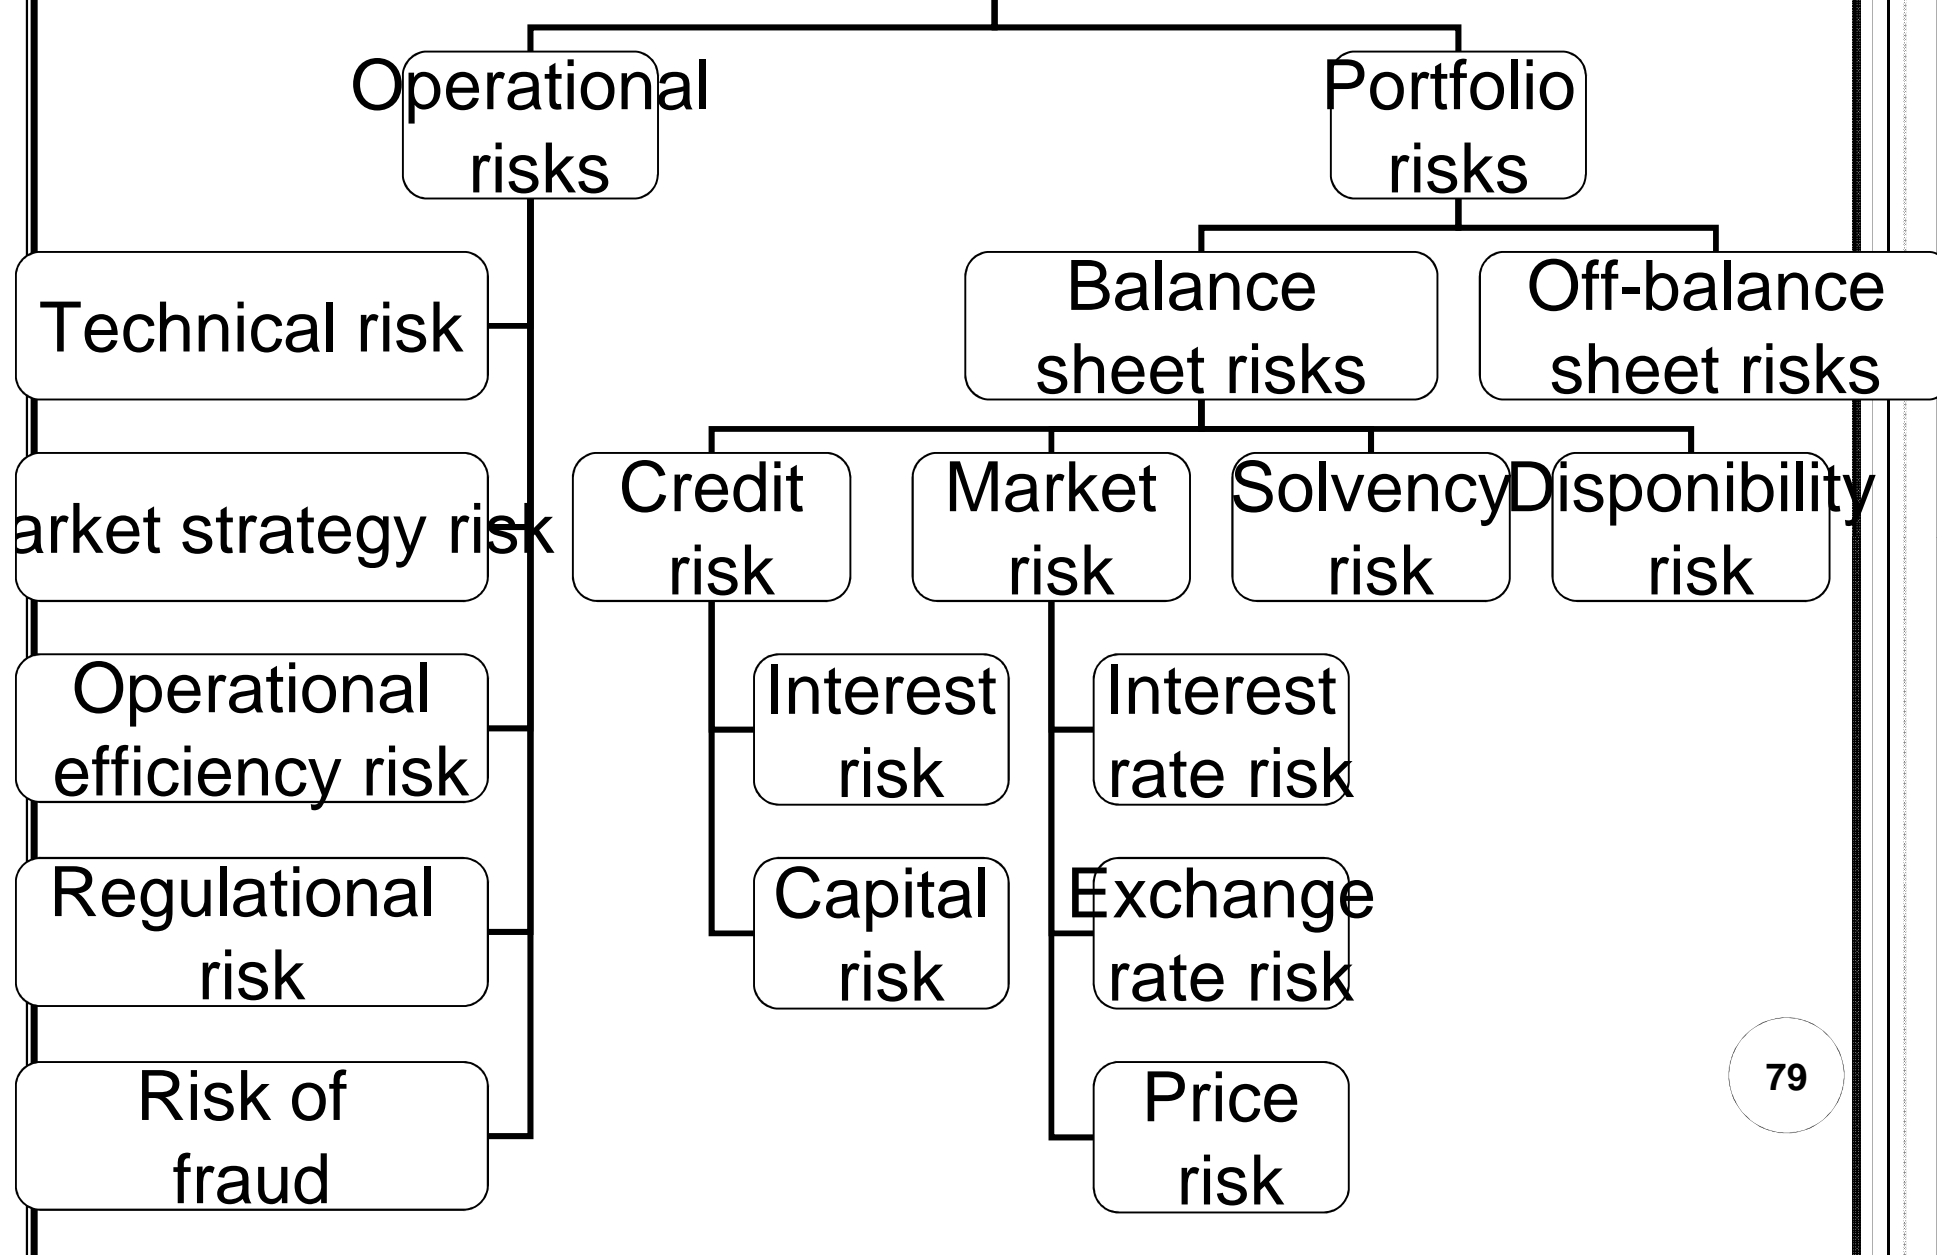 Operational
risks
Portfolio
risks
Technical risk
Balance
sheet risks
Off-balance
sheet risks
arket strategy risk
Credit
risk
Market
risk
Solvency
risk
Disponibility
risk
Operational
efficiency risk
Interest
risk
Interest
rate risk
Regulational
risk
Capital
risk
Exchange
rate risk
Risk of
fraud
Price
risk
79